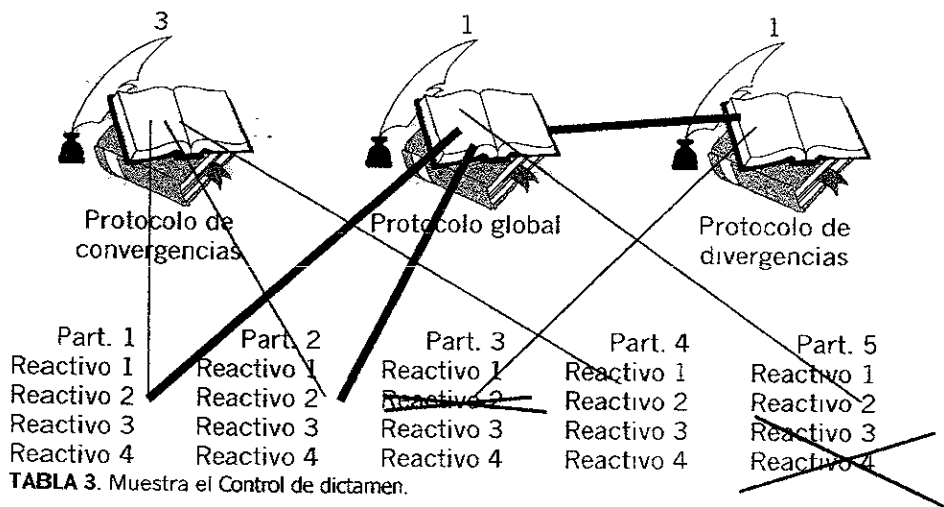 3 1 1
Protocolo de convergencias
Protocolo global
Protocolo de divergencias
Part. 1 Part. 2 Part. 3 Part. 4 Part. 5
Reactivo 1 Reactivo 1 Reactivo 1 Reactivo 1 Reactivo 1
Reactivo 2 Reactivo 2 Reactivo 2 Reactivo 2 Reactivo 2
Reactivo 3 Reactivo 3 Reactivo 3 Reactivo 3 Reactivo 3
Reactivo 4 Reactivo 4 Reactivo 4 Reactivo 4 Reactivo 4
TABLA 3. Muestra el Control de dictamen.